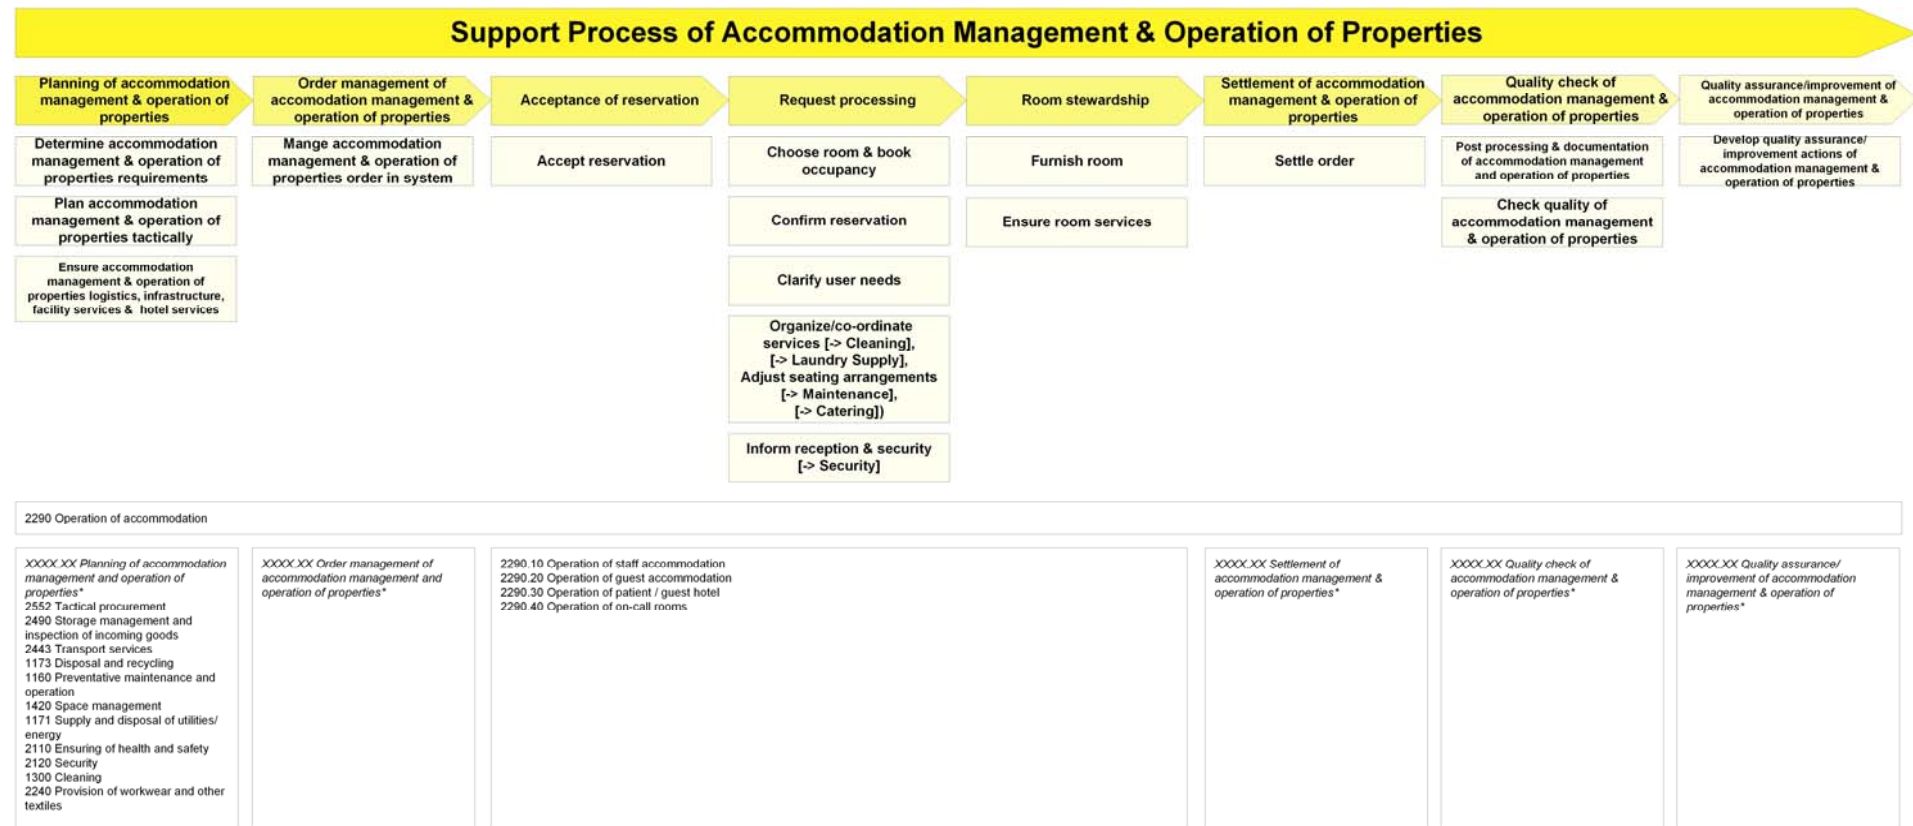 Support Process of Accommodation Management & Operation of Properties
Planning of accommodation
management & operation of
properties
Order management of
accomodation management &
operation of properties
Acceptance of reservation
Request processing
Room stewardship
Settlement of accommodation
management & operation of
properties
Quality check of
accommodation management &
operation of properties
Quality assurance/improvement of
accommodation management &
operation of properties
Determine accommodation
management & operation of
properties requirements
Mange accommodation
management & operation of
properties order in system
Accept reservation
Choose room & book
occupancy
Furnish room
Settle order
Post processing & documentation
of accommodation management
and operation of properties
Develop quality assurance/
improvement actions of
accommodation management &
operation of properties
Plan accommodation
management & operation of
properties tactically
Confirm reservation
Ensure room services
Check quality of
accommodation management
& operation of properties
Ensure accommodation
management & operation of
properties logistics, infrastructure,
facility services & hotel services
Clarify user needs
Organize/co-ordinate
services [-> Cleaning],
[-> Laundry Supply],
Adjust seating arrangements
[-> Maintenance],
[-> Catering])
Inform reception & security
[-> Security]
2290 Operation of accommodation
XXXX.XX Planning of accommodation
management and operation of
properties*
2552 Tactical procurement
2490 Storage management and
inspection of incoming goods
2443 Transport services
1173 Disposal and recycling
1160 Preventative maintenance and
operation
1420 Space management
1171 Supply and disposal of utilities/
energy
2110 Ensuring of health and safety
2120 Security
1300 Cleaning
2240 Provision of workwear and other
textiles
XXXX.XX Order management of
accommodation management and
operation of properties*
2290.10 Operation of staff accommodation
2290.20 Operation of guest accommodation
2290.30 Operation of patient / guest hotel
2290.40 Operation of on-call rooms
XXXX.XX Settlement of
accommodation management &
operation of properties*
XXXX.XX Quality check of
accommodation management &
operation of properties*
XXXX.XX Quality assurance/
improvement of accommodation
management & operation of
properties*